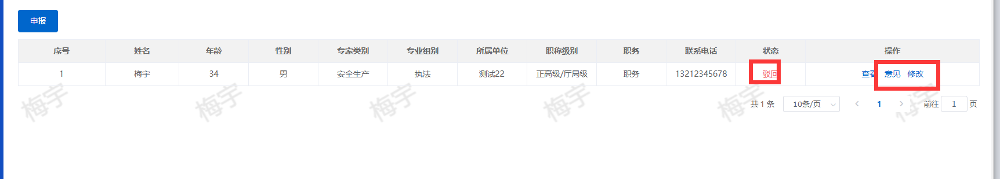 申报
序号 姓名 年龄 性别 专家类别 专业组别 所属单位 职称级别 职务 联系电话 状态 操作
1 梅宇 34 男 安全生产 执法 测试22 正高级/厅局级 职务 13212345678 驳回 查看 意见 修改
梅宇 梅宇 梅宇 梅宇 梅宇 梅宇
共 1 条 10条/页 < 1 > 前往 1 页